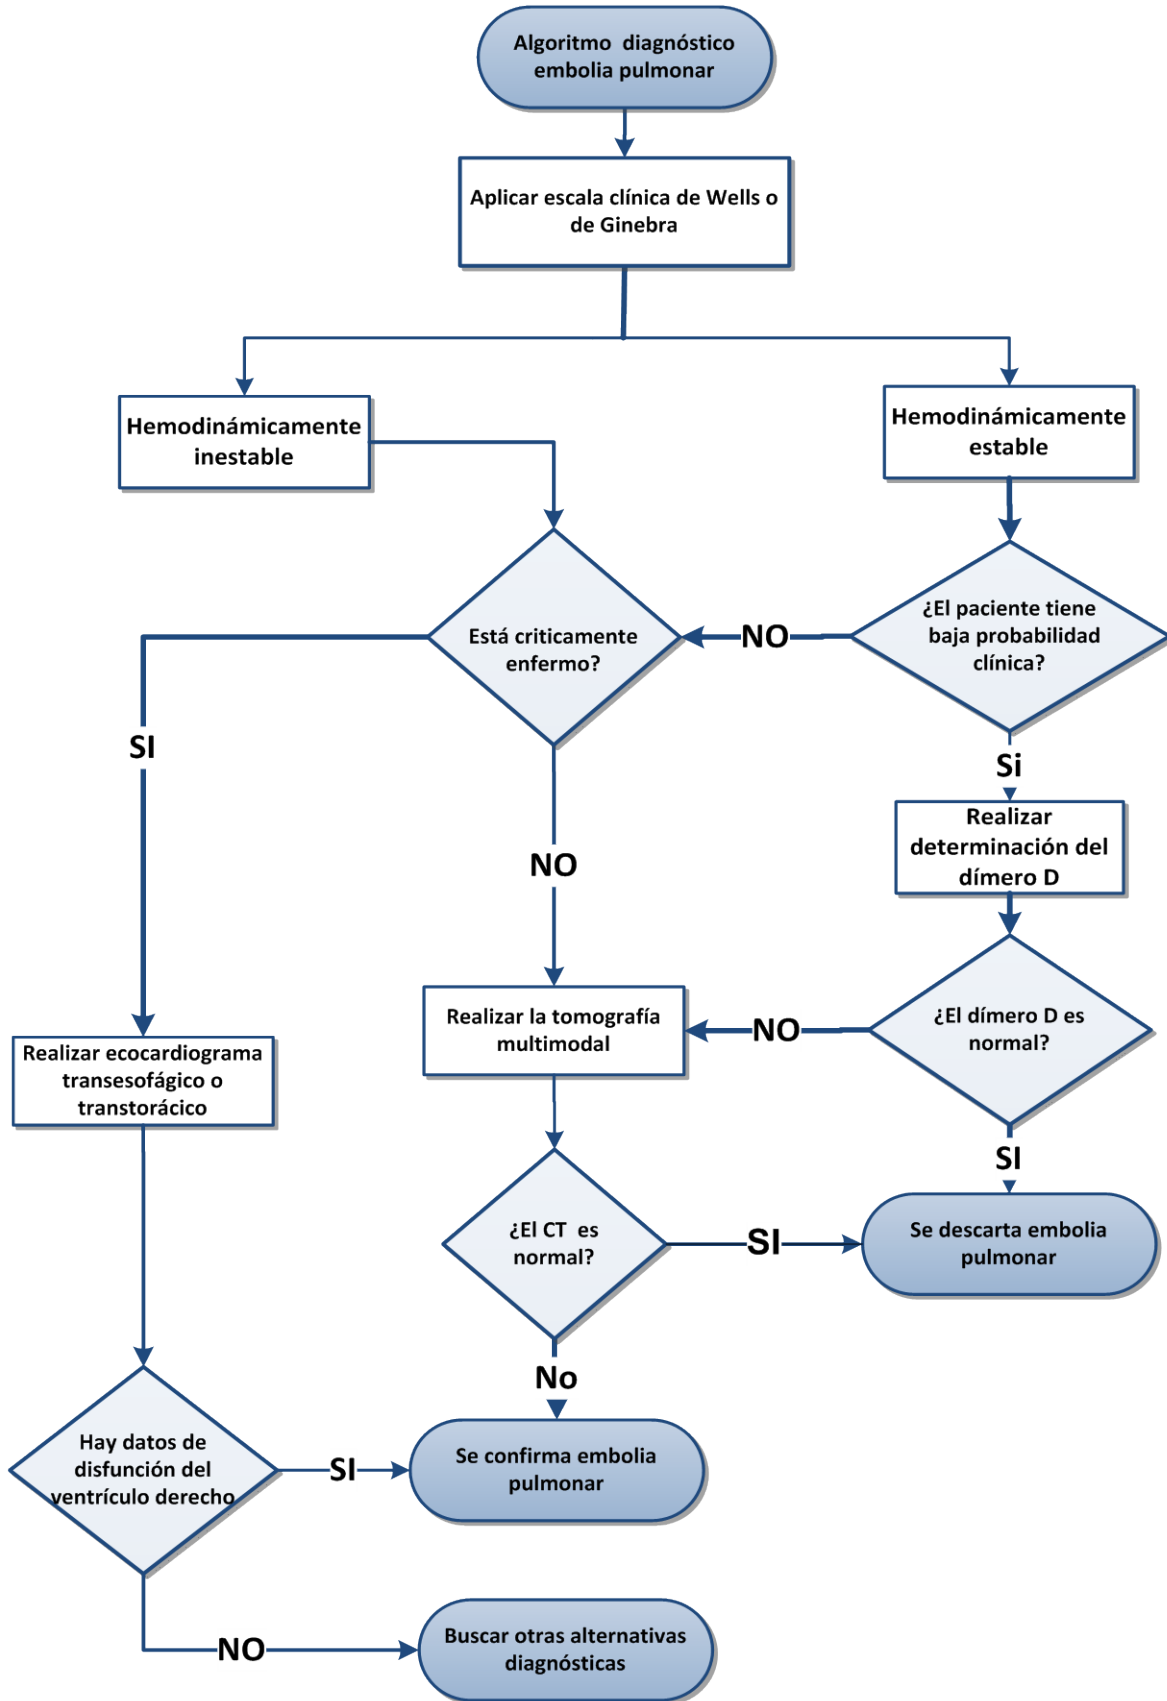 Algoritmo diagnóstico
embolia pulmonar
Aplicar escala clínica de Wells o
de Ginebra
Hemodinámicamente
inestable
Hemodinámicamente
estable
¿El paciente tiene
baja probabilidad
clínica?
NO
Está criticamente
enfermo?
SI
Si
Realizar
determinación del
dímero D
NO
Realizar la tomografía
multimodal
NO
¿El dímero D es
normal?
Realizar ecocardiograma
transesofágico o
transtorácico
SI
¿El CT es
normal?
SI
Se descarta embolia
pulmonar
No
Hay datos de
disfunción del
ventrículo derecho
SI
Se confirma embolia
pulmonar
NO
Buscar otras alternativas
diagnósticas